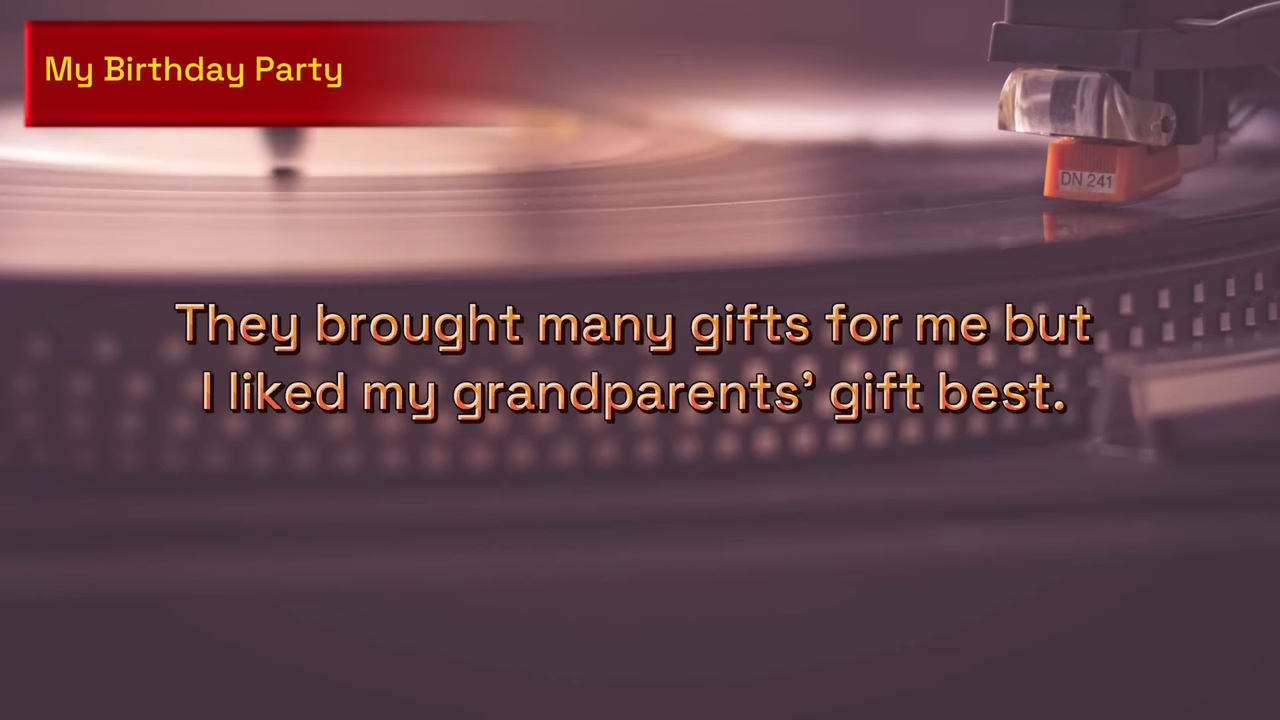 My Birthday Party
DN 241
They brought many gifts for me but
I liked my grandparents’ gift best.